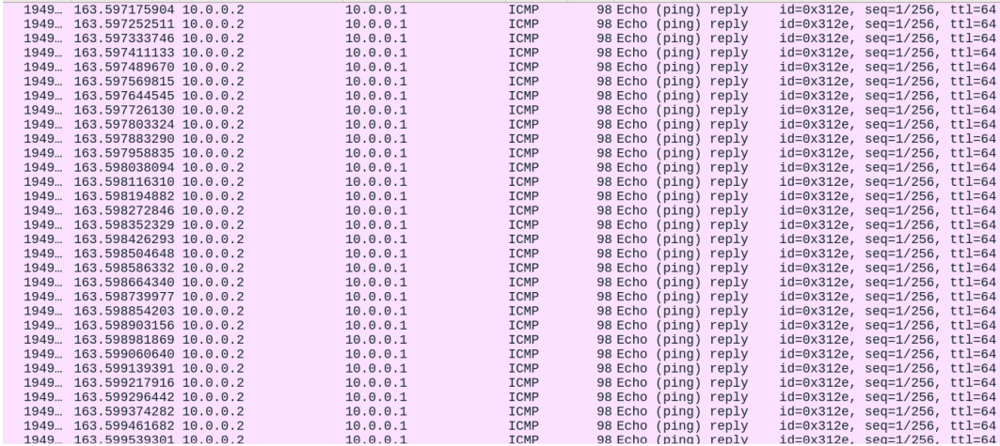 1949… 163.597175904 10.0.0.2 10.0.0.1 ICMP 98 Echo (ping) reply id=0x312e, seq=1/256, ttl=64
1949… 163.597252511 10.0.0.2 10.0.0.1 ICMP 98 Echo (ping) reply id=0x312e, seq=1/256, ttl=64
1949… 163.597333746 10.0.0.2 10.0.0.1 ICMP 98 Echo (ping) reply id=0x312e, seq=1/256, ttl=64
1949… 163.597411133 10.0.0.2 10.0.0.1 ICMP 98 Echo (ping) reply id=0x312e, seq=1/256, ttl=64
1949… 163.597489670 10.0.0.2 10.0.0.1 ICMP 98 Echo (ping) reply id=0x312e, seq=1/256, ttl=64
1949… 163.597569815 10.0.0.2 10.0.0.1 ICMP 98 Echo (ping) reply id=0x312e, seq=1/256, ttl=64
1949… 163.597644545 10.0.0.2 10.0.0.1 ICMP 98 Echo (ping) reply id=0x312e, seq=1/256, ttl=64
1949… 163.597726130 10.0.0.2 10.0.0.1 ICMP 98 Echo (ping) reply id=0x312e, seq=1/256, ttl=64
1949… 163.597803324 10.0.0.2 10.0.0.1 ICMP 98 Echo (ping) reply id=0x312e, seq=1/256, ttl=64
1949… 163.597883290 10.0.0.2 10.0.0.1 ICMP 98 Echo (ping) reply id=0x312e, seq=1/256, ttl=64
1949… 163.597958835 10.0.0.2 10.0.0.1 ICMP 98 Echo (ping) reply id=0x312e, seq=1/256, ttl=64
1949… 163.598038094 10.0.0.2 10.0.0.1 ICMP 98 Echo (ping) reply id=0x312e, seq=1/256, ttl=64
1949… 163.598116310 10.0.0.2 10.0.0.1 ICMP 98 Echo (ping) reply id=0x312e, seq=1/256, ttl=64
1949… 163.598194882 10.0.0.2 10.0.0.1 ICMP 98 Echo (ping) reply id=0x312e, seq=1/256, ttl=64
1949… 163.598272846 10.0.0.2 10.0.0.1 ICMP 98 Echo (ping) reply id=0x312e, seq=1/256, ttl=64
1949… 163.598352329 10.0.0.2 10.0.0.1 ICMP 98 Echo (ping) reply id=0x312e, seq=1/256, ttl=64
1949… 163.598426293 10.0.0.2 10.0.0.1 ICMP 98 Echo (ping) reply id=0x312e, seq=1/256, ttl=64
1949… 163.598504648 10.0.0.2 10.0.0.1 ICMP 98 Echo (ping) reply id=0x312e, seq=1/256, ttl=64
1949… 163.598586332 10.0.0.2 10.0.0.1 ICMP 98 Echo (ping) reply id=0x312e, seq=1/256, ttl=64
1949… 163.598664340 10.0.0.2 10.0.0.1 ICMP 98 Echo (ping) reply id=0x312e, seq=1/256, ttl=64
1949… 163.598739977 10.0.0.2 10.0.0.1 ICMP 98 Echo (ping) reply id=0x312e, seq=1/256, ttl=64
1949… 163.598854203 10.0.0.2 10.0.0.1 ICMP 98 Echo (ping) reply id=0x312e, seq=1/256, ttl=64
1949… 163.598903156 10.0.0.2 10.0.0.1 ICMP 98 Echo (ping) reply id=0x312e, seq=1/256, ttl=64
1949… 163.598981869 10.0.0.2 10.0.0.1 ICMP 98 Echo (ping) reply id=0x312e, seq=1/256, ttl=64
1949… 163.599060640 10.0.0.2 10.0.0.1 ICMP 98 Echo (ping) reply id=0x312e, seq=1/256, ttl=64
1949… 163.599139391 10.0.0.2 10.0.0.1 ICMP 98 Echo (ping) reply id=0x312e, seq=1/256, ttl=64
1949… 163.599217916 10.0.0.2 10.0.0.1 ICMP 98 Echo (ping) reply id=0x312e, seq=1/256, ttl=64
1949… 163.599296442 10.0.0.2 10.0.0.1 ICMP 98 Echo (ping) reply id=0x312e, seq=1/256, ttl=64
1949… 163.599374282 10.0.0.2 10.0.0.1 ICMP 98 Echo (ping) reply id=0x312e, seq=1/256, ttl=64
1949… 163.599461682 10.0.0.2 10.0.0.1 ICMP 98 Echo (ping) reply id=0x312e, seq=1/256, ttl=64
1949… 163.599539301 10.0.0.2 10.0.0.1 ICMP 98 Echo (ping) reply id=0x312e, seq=1/256, ttl=64